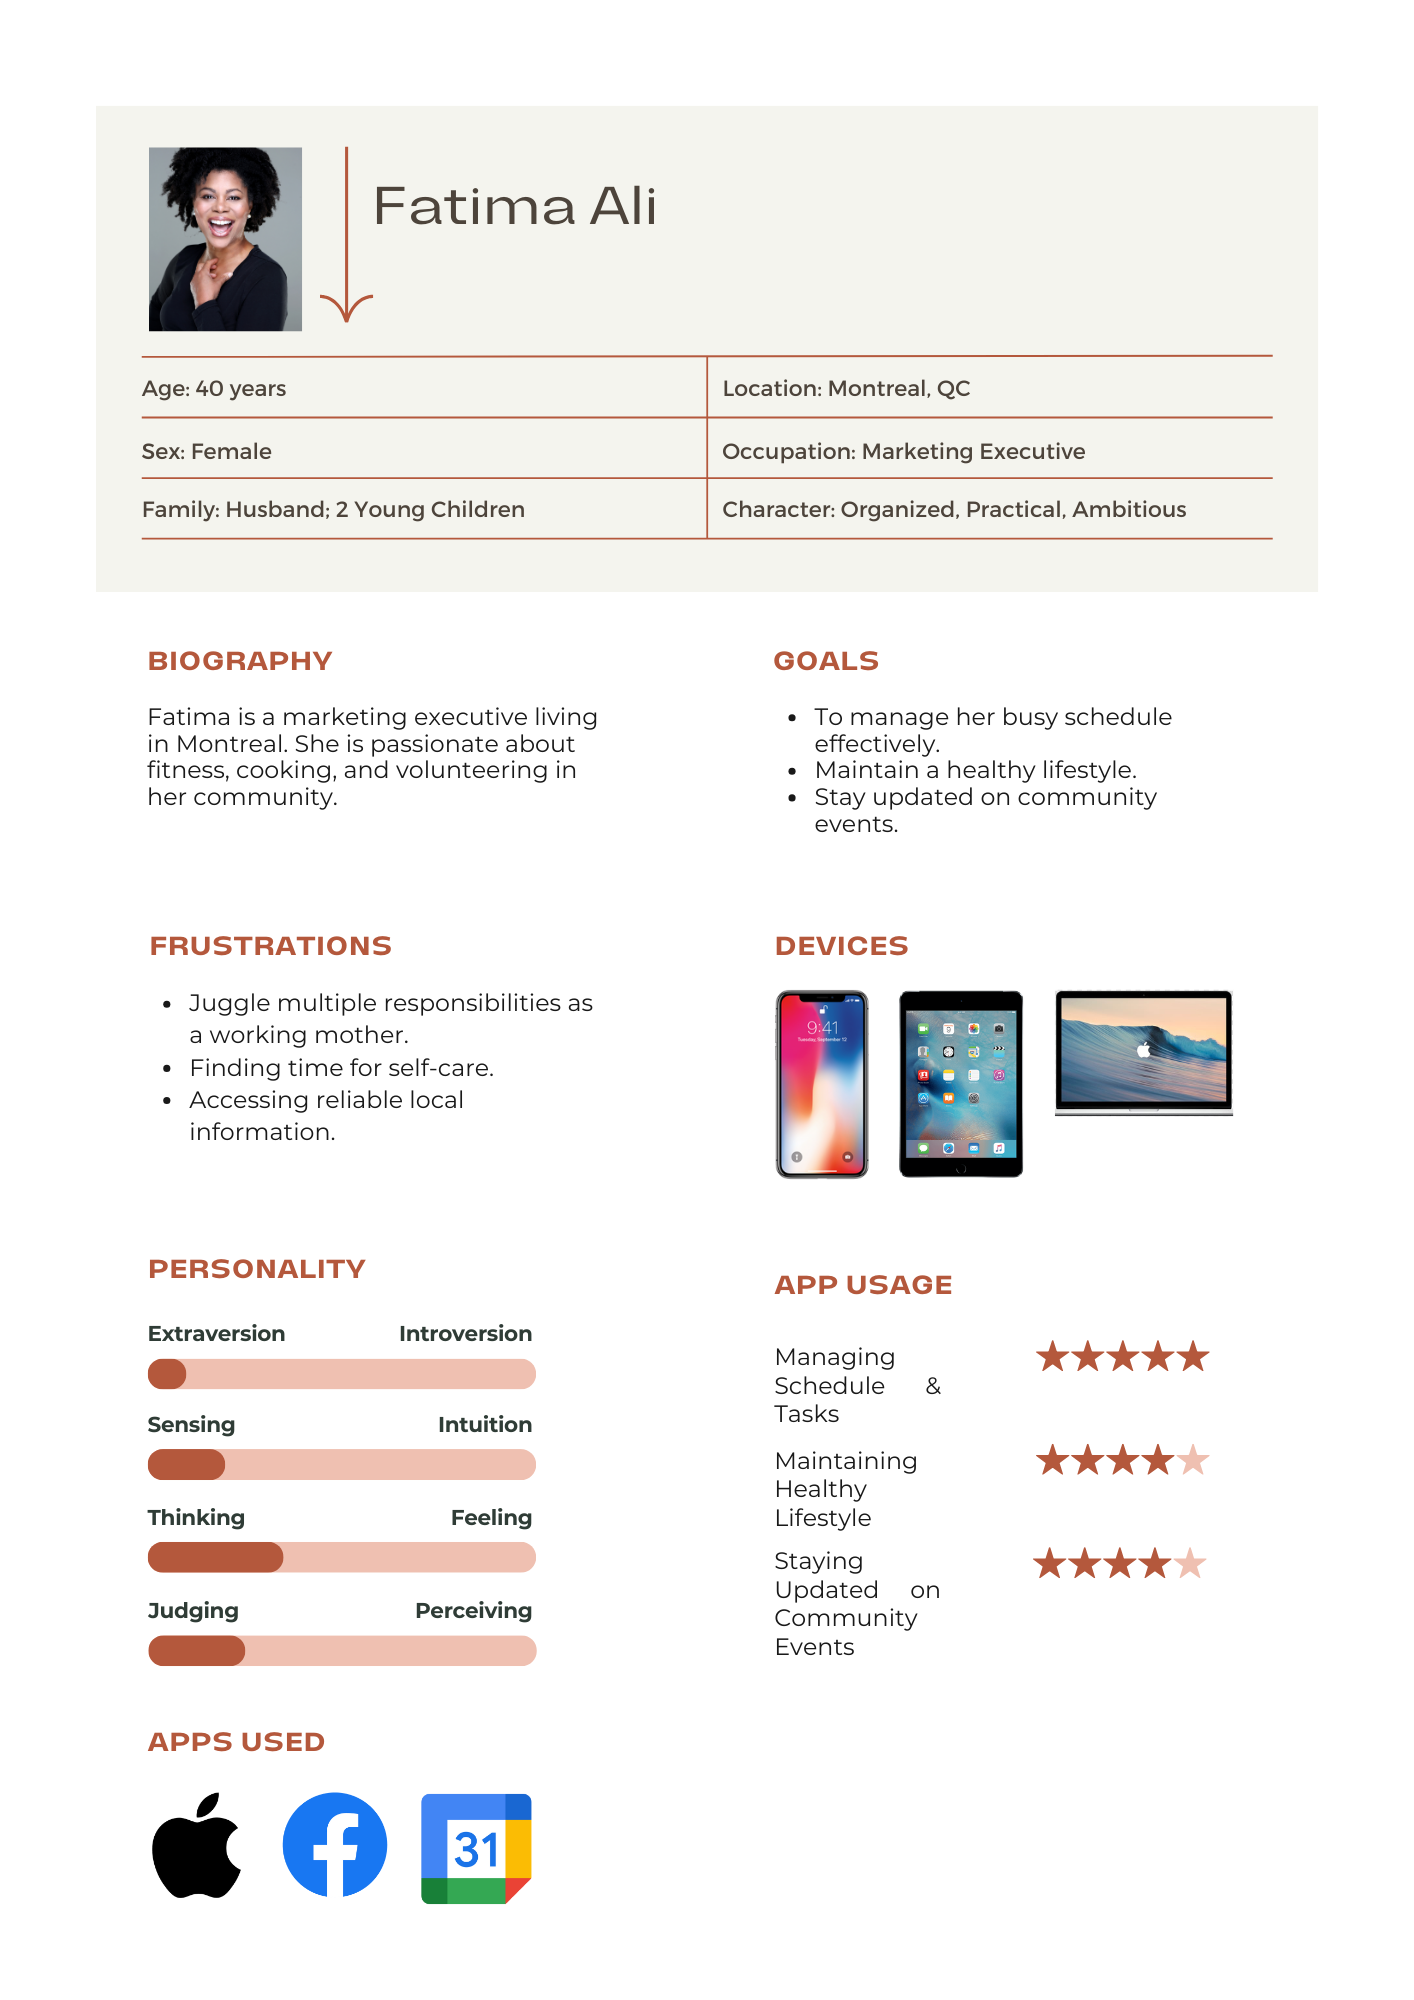 Fatima Ali
Age: 40 years
Location: Montreal, QC
Sex: Female
Occupation: Marketing Executive
Family: Husband; 2 Young Children
Character: Organized, Practical, Ambitious
BIOGRAPHY
Fatima is a marketing executive living
in Montreal. She is passionate about
fitness, cooking, and volunteering in
her community.
GOALS
• To manage her busy schedule
effectively.
• Maintain a healthy lifestyle.
• Stay updated on community
events.
FRUSTRATIONS
• Juggle multiple responsibilities as
a working mother.
• Finding time for self-care.
• Accessing reliable local
information.
DEVICES
9:41
Tuesday, September 12
PERSONALITY
Extraversion Introversion
Sensing Intuition
Thinking Feeling
Judging Perceiving
APP USAGE
Managing
Schedule &
Tasks
Maintaining
Healthy
Lifestyle
Staying
Updated on
Community
Events
APPS USED
31